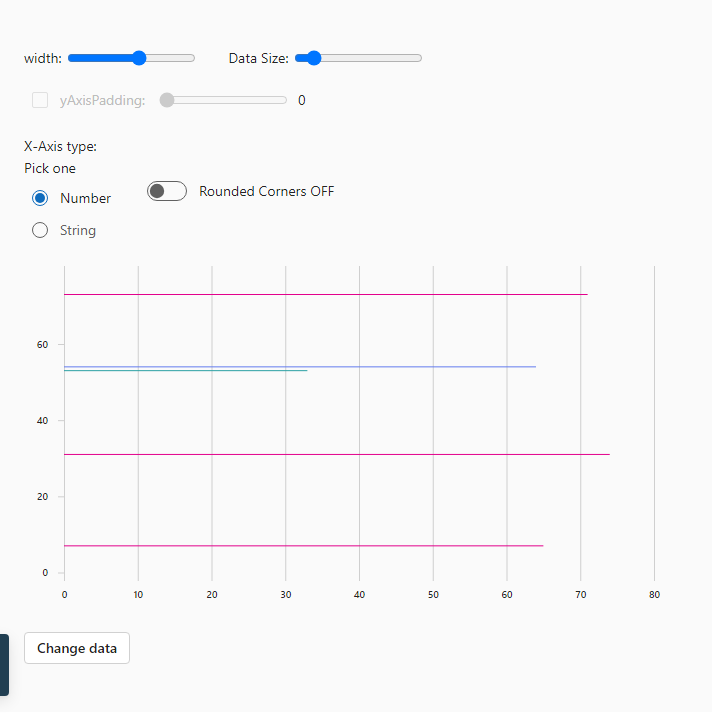 width: Data Size:
yAxisPadding: 0
X-Axis type:
Pick one
Number
Rounded Corners OFF
String
60
40
20
0
0 10 20 30 40 50 60 70 80
Change data